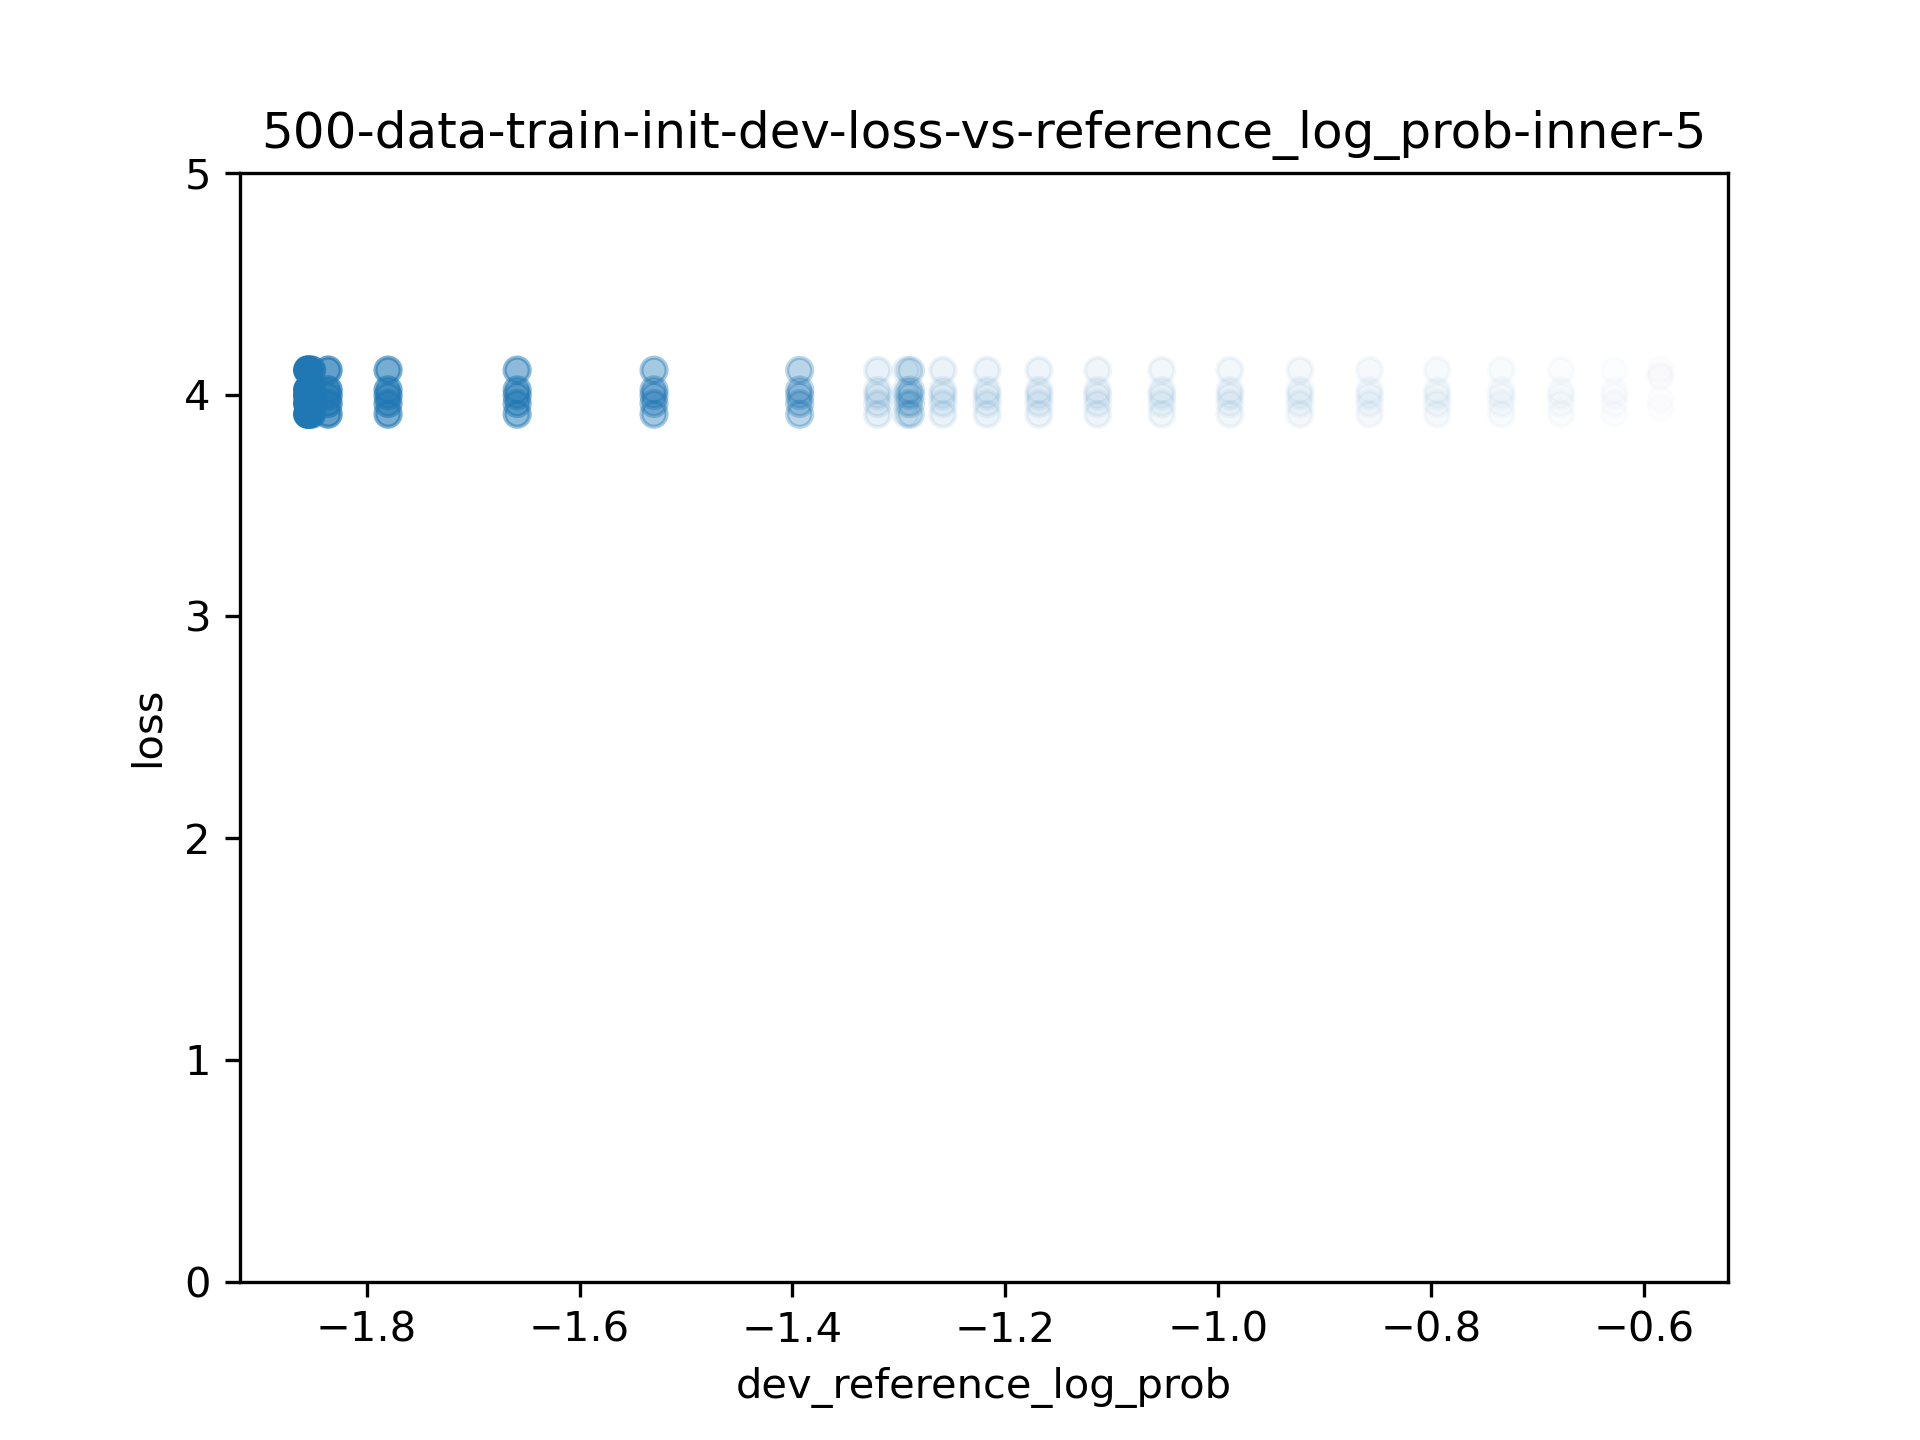 500-data-train-init-dev-loss-vs-reference_log_prob-inner-5
5
4
3
2
1
0
loss
−1.8 −1.6 −1.4 −1.2 −1.0 −0.8 −0.6
dev_reference_log_prob